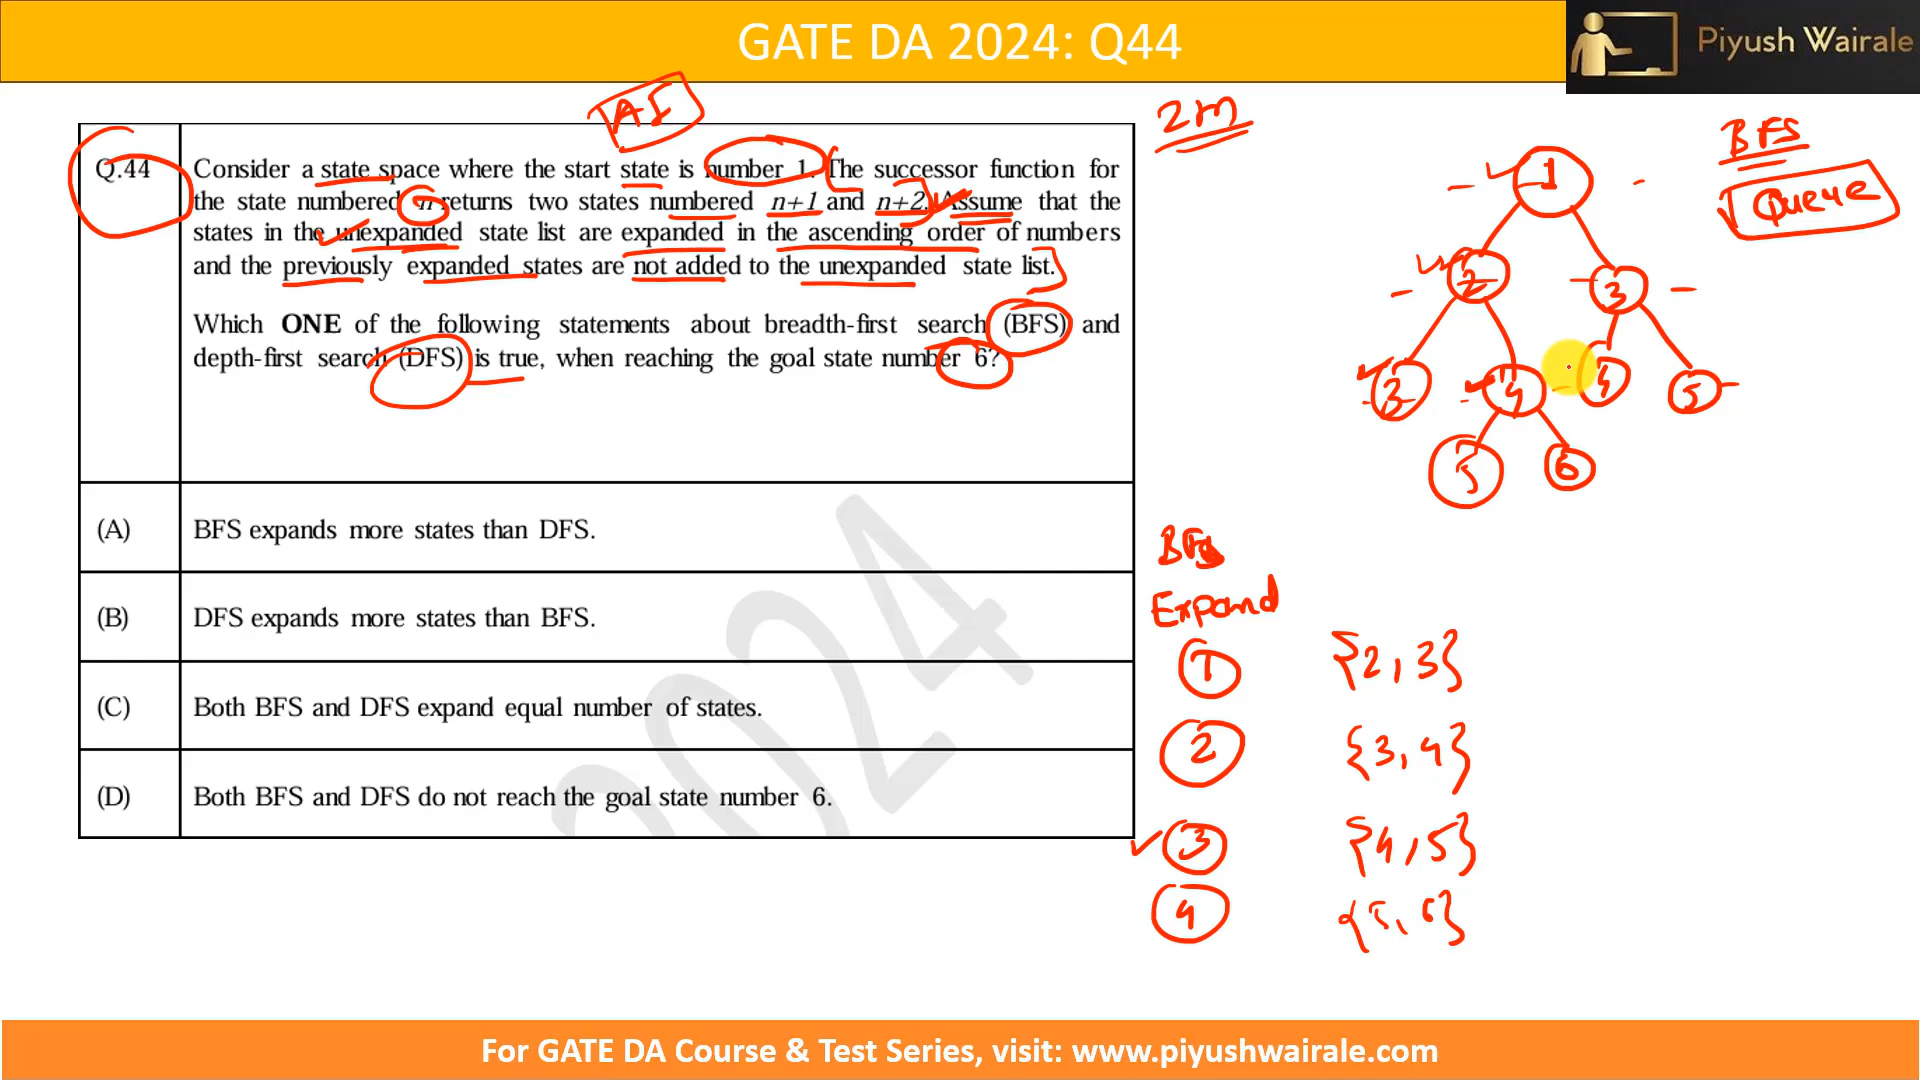 GATE DA 2024: Q44
Piyush Wairale
AI
2m
BFS
Queue
Q.44
Consider a state space where the start state is number 1. The successor function for
the state numbered n returns two states numbered n+1 and n+2. Assume that the
states in the unexpanded state list are expanded in the ascending order of numbers
and the previously expanded states are not added to the unexpanded state list.
Which ONE of the following statements about breadth-first search (BFS) and
depth-first search (DFS) is true, when reaching the goal state number 6?
(A) BFS expands more states than DFS.
(B) DFS expands more states than BFS.
(C) Both BFS and DFS expand equal number of states.
(D) Both BFS and DFS do not reach the goal state number 6.
2024
1
2 3
3 4 4 5
5 6
BFS
Expand
1 {2,3}
2 {3,4}
3 {4,5}
4 {5,6}
For GATE DA Course & Test Series, visit: www.piyushwairale.com